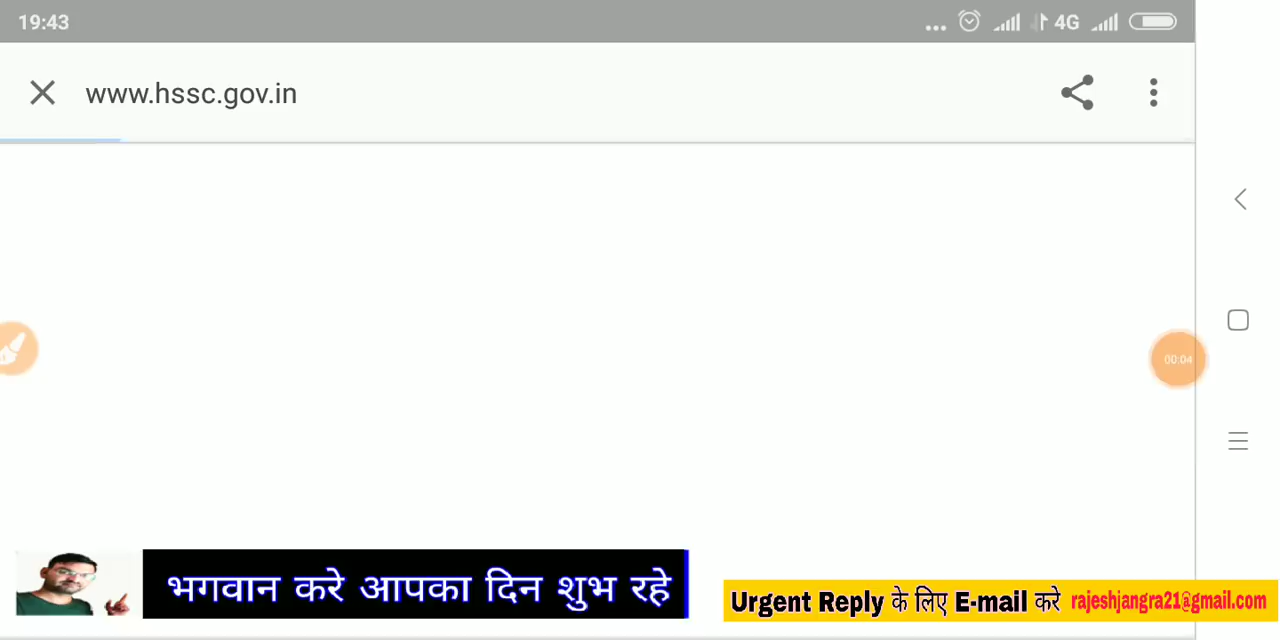 19:43
4G
www.hssc.gov.in
00:04
भगवान करे आपका दिन शुभ रहे
Urgent Reply के लिए E-mail करे rajeshjangra21@gmail.com